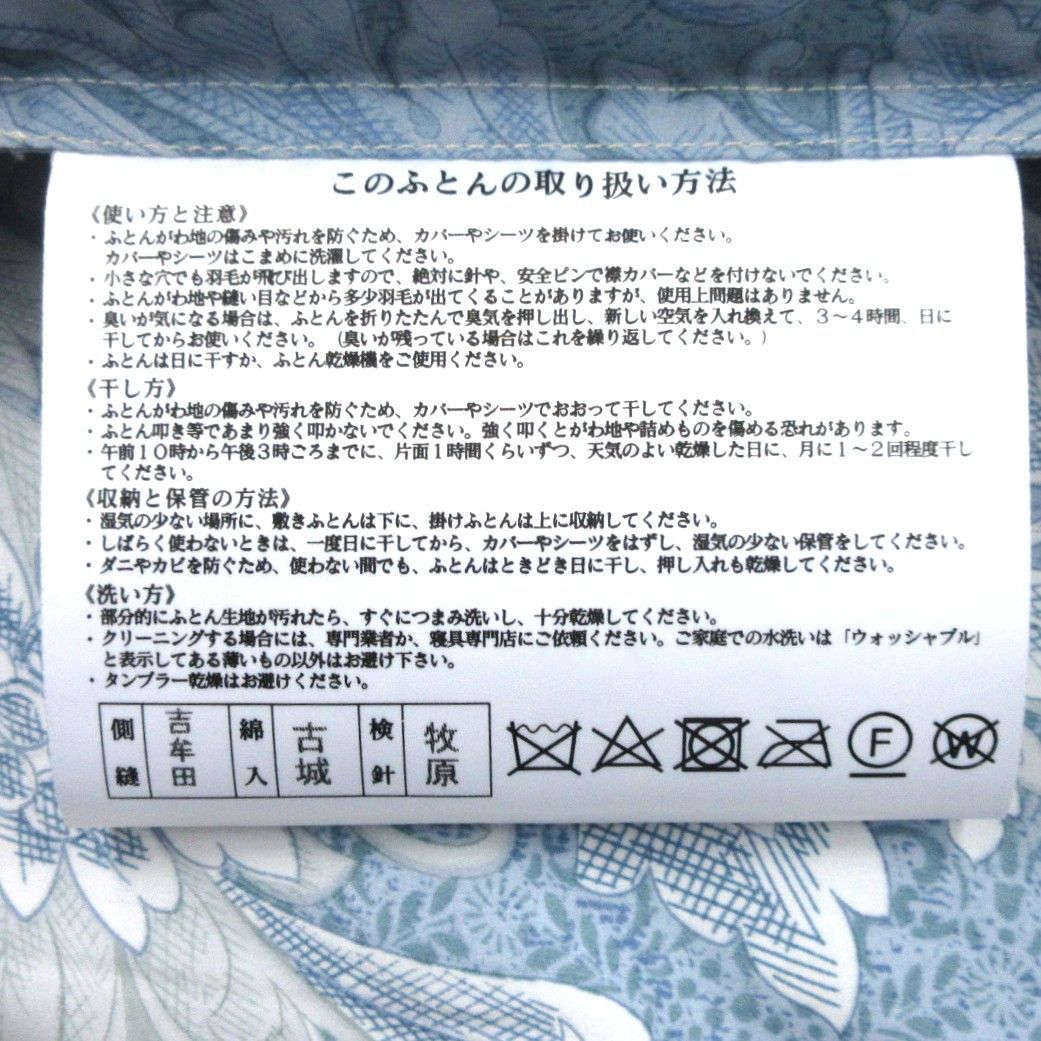 このふとんの取り扱い方法
《使い方と注意》
・ふとんがわ地の傷みや汚れを防ぐため、カバーやシーツを掛けてお使いください。
カバーやシーツはこまめに洗濯してください。
・小さな穴でも羽毛が飛び出しますので、絶対に針や、安全ピンで襟カバーなどを付けないでください。
・ふとんがわ地や縫い目などから多少羽毛が出てくることがありますが、使用上問題はありません。
・臭いが気になる場合は、ふとんを折りたたんで臭気を押し出し、新しい空気を入れ換えて、3〜4時間、日に
干してからお使いください。（臭いが残っている場合はこれを繰り返してください。）
・ふとんは日に干すか、ふとん乾燥機をご使用ください。
《干し方》
・ふとんがわ地の傷みや汚れを防ぐため、カバーやシーツでおおって干してください。
・ふとん叩き等であまり強く叩かないでください。強く叩くとがわ地や詰めものを傷める恐れがあります。
・午前10時から午後3時ごろまでに、片面1時間くらいずつ、天気のよい乾燥した日に、月に1〜2回程度干し
てください。
《収納と保管の方法》
・湿気の少ない場所に、敷きふとんは下に、掛けふとんは上に収納してください。
・しばらく使わないときは、一度日に干してから、カバーやシーツをはずし、湿気の少ない保管をしてください。
・ダニやカビを防ぐため、使わない間でも、ふとんはときどき日に干し、押し入れも乾燥してください。
《洗い方》
・部分的にふとん生地が汚れたら、すぐにつまみ洗いし、十分乾燥してください。
・クリーニングする場合には、専門業者か、寝具専門店にご依頼ください。ご家庭での水洗いは「ウォッシャブル」
と表示してある薄いもの以外はお避け下さい。
・タンブラー乾燥はお避けください。
側縫 吉牟田 綿入 古城 検針 牧原
F W